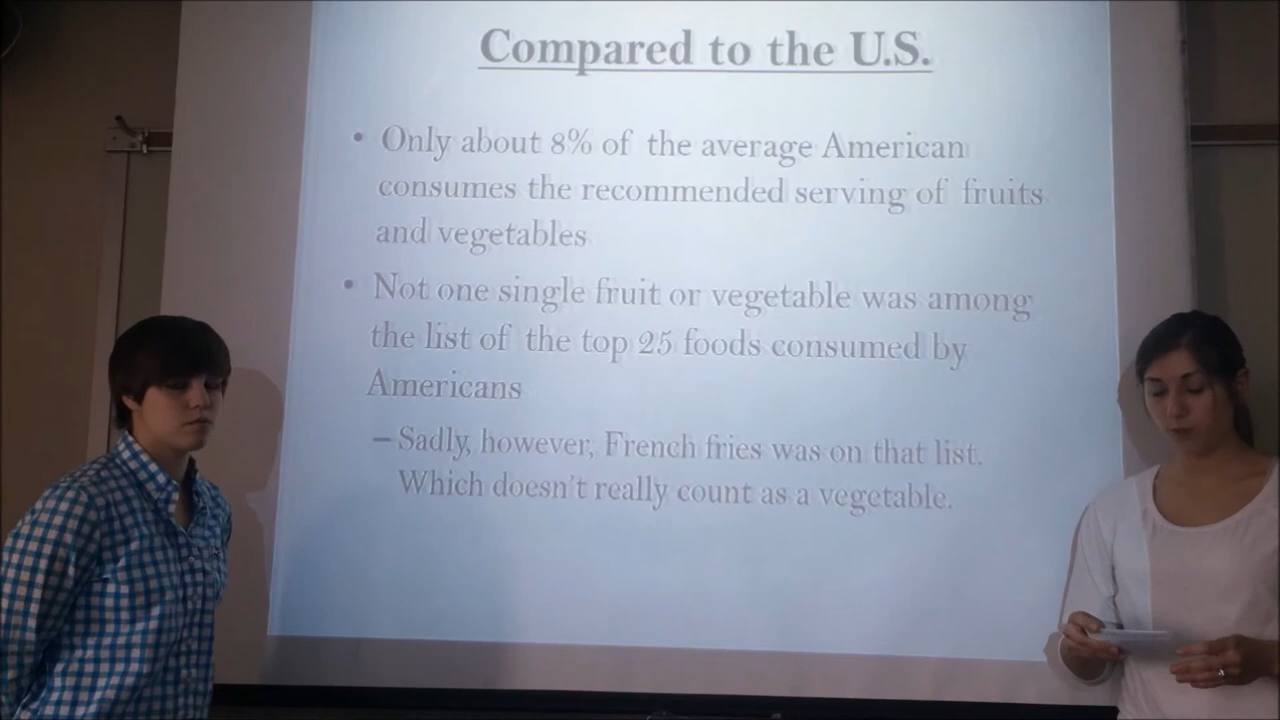 Compared to the U.S.
• Only about 8% of the average American
consumes the recommended serving of fruits
and vegetables
• Not one single fruit or vegetable was among
the list of the top 25 foods consumed by
Americans
– Sadly, however, French fries was on that list.
Which doesn't really count as a vegetable.